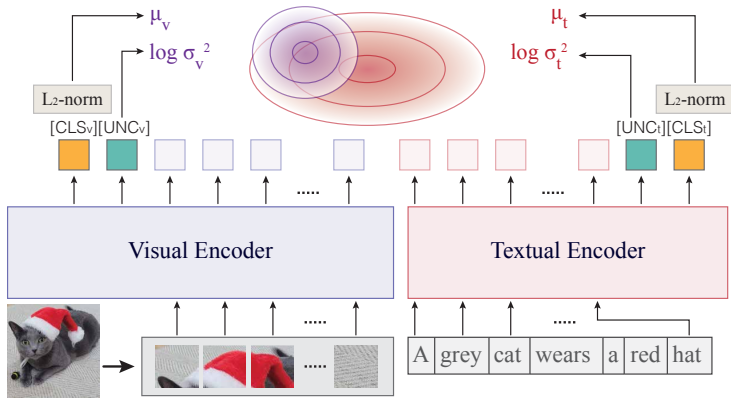 μv μt
log σv² log σt²
L2-norm L2-norm
[CLSv][UNCv] [UNCt][CLSt]
..... .....
Visual Encoder Textual Encoder
..... .....
..... A grey cat wears a red hat